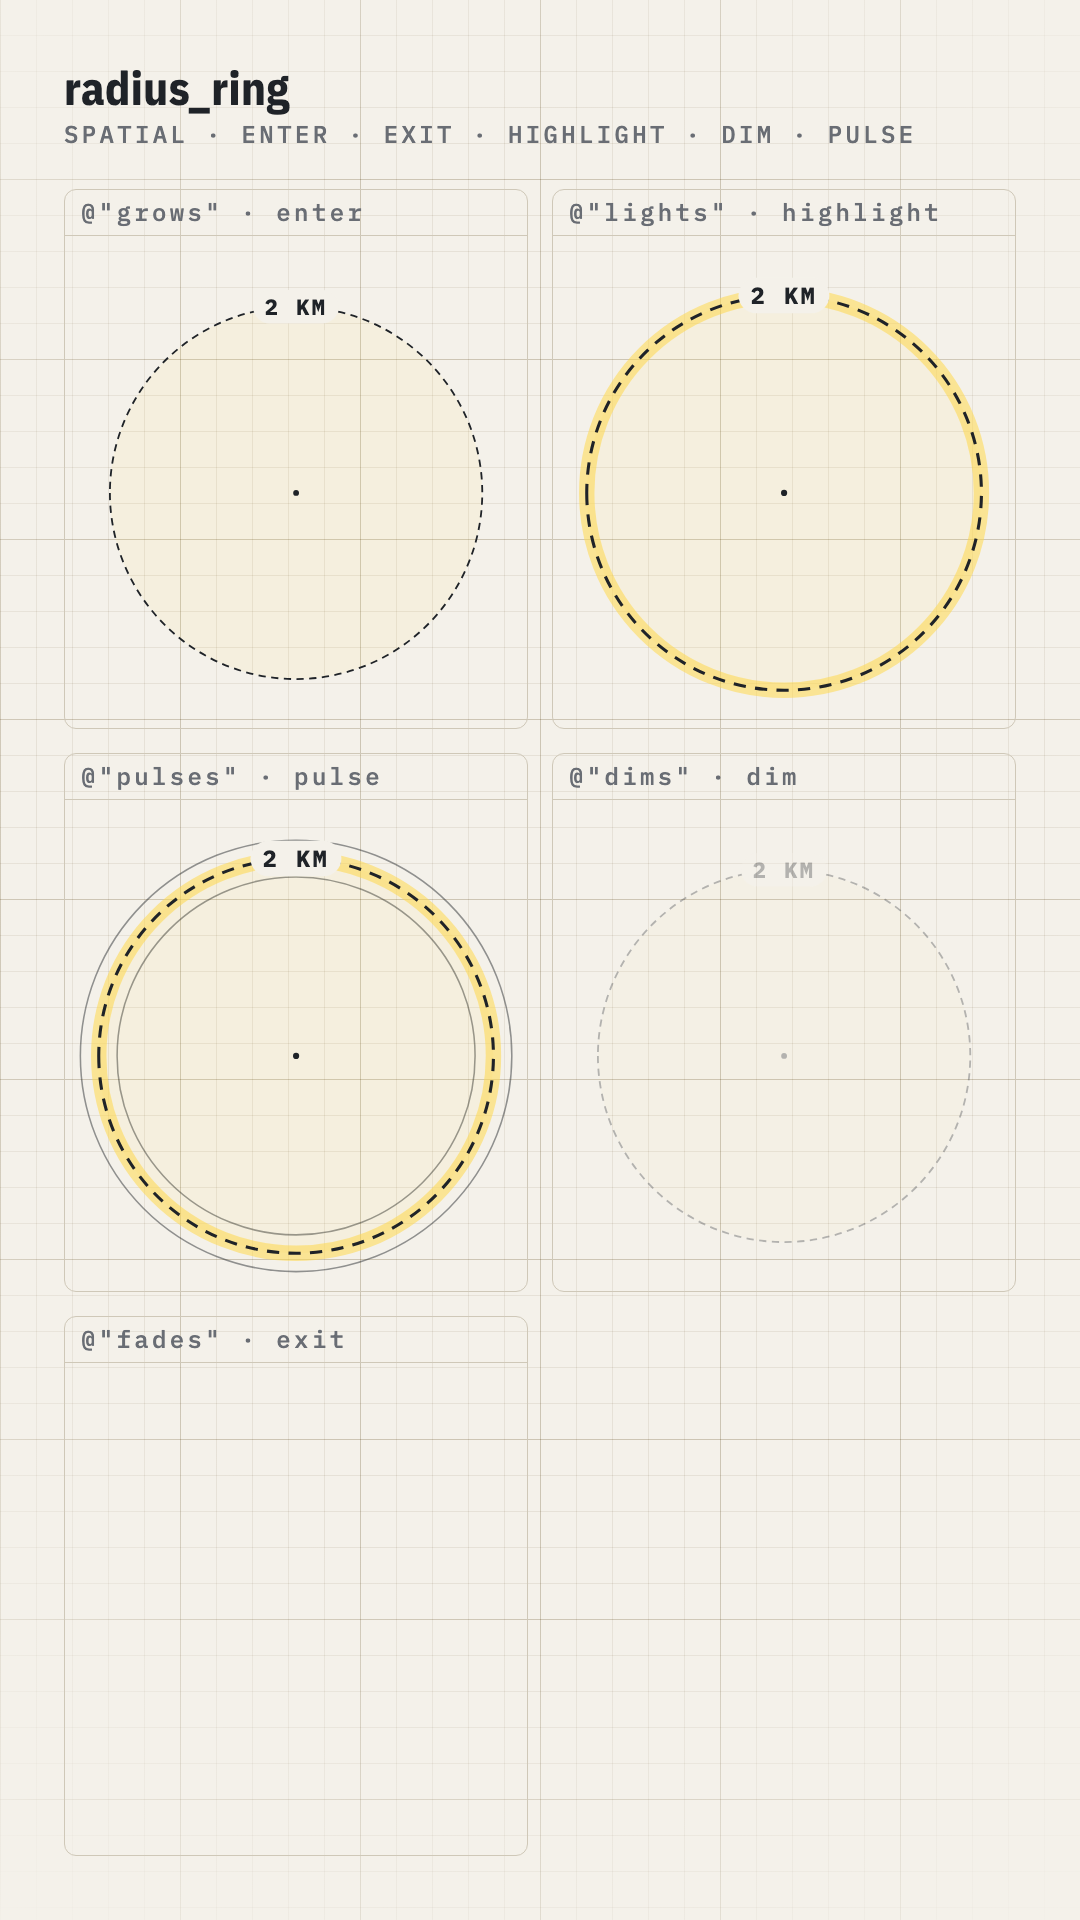 radius_ring
SPATIAL · ENTER · EXIT · HIGHLIGHT · DIM · PULSE
@"grows" · enter
2 KM
@"lights" · highlight
2 KM
@"pulses" · pulse
2 KM
@"dims" · dim
2 KM
@"fades" · exit